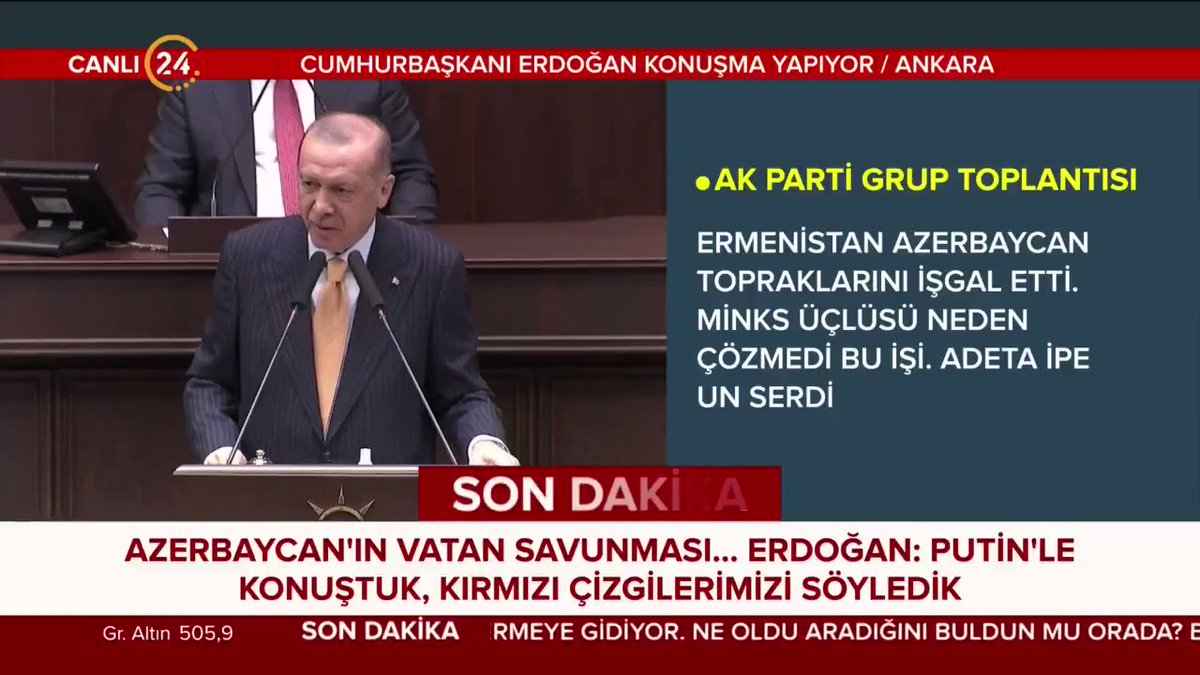 CANLI 24 CUMHURBAŞKANI ERDOĞAN KONUŞMA YAPIYOR / ANKARA
•AK PARTİ GRUP TOPLANTISI
ERMENİSTAN AZERBAYCAN
TOPRAKLARINI İŞGAL ETTİ.
MİNKS ÜÇLÜSÜ NEDEN
ÇÖZMEDİ BU İŞİ. ADETA İPE
UN SERDİ
SON DAKİKA
AZERBAYCAN'IN VATAN SAVUNMASI... ERDOĞAN: PUTİN'LE
KONUŞTUK, KIRMIZI ÇİZGİLERİMİZİ SÖYLEDİK
Gr. Altın 505,9 SON DAKİKA ERMEYE GİDİYOR. NE OLDU ARADIĞINI BULDUN MU ORADA? B